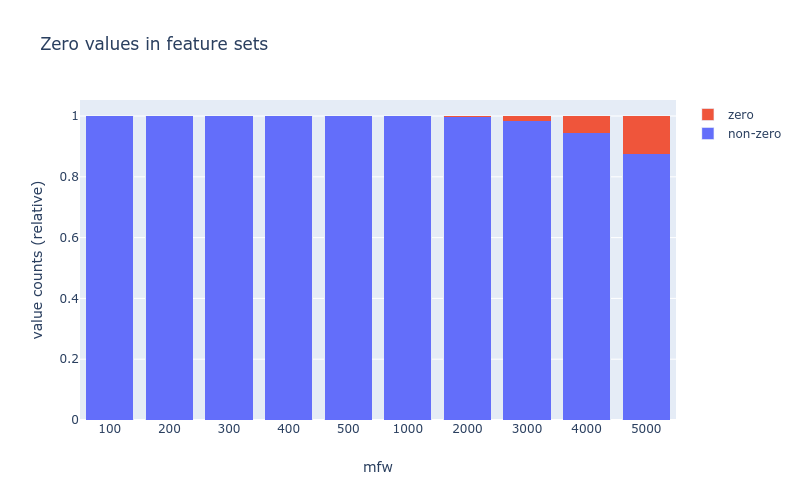 Zero values in feature sets
zero
non-zero
value counts (relative)
1
0.8
0.6
0.4
0.2
0
100 200 300 400 500 1000 2000 3000 4000 5000
mfw